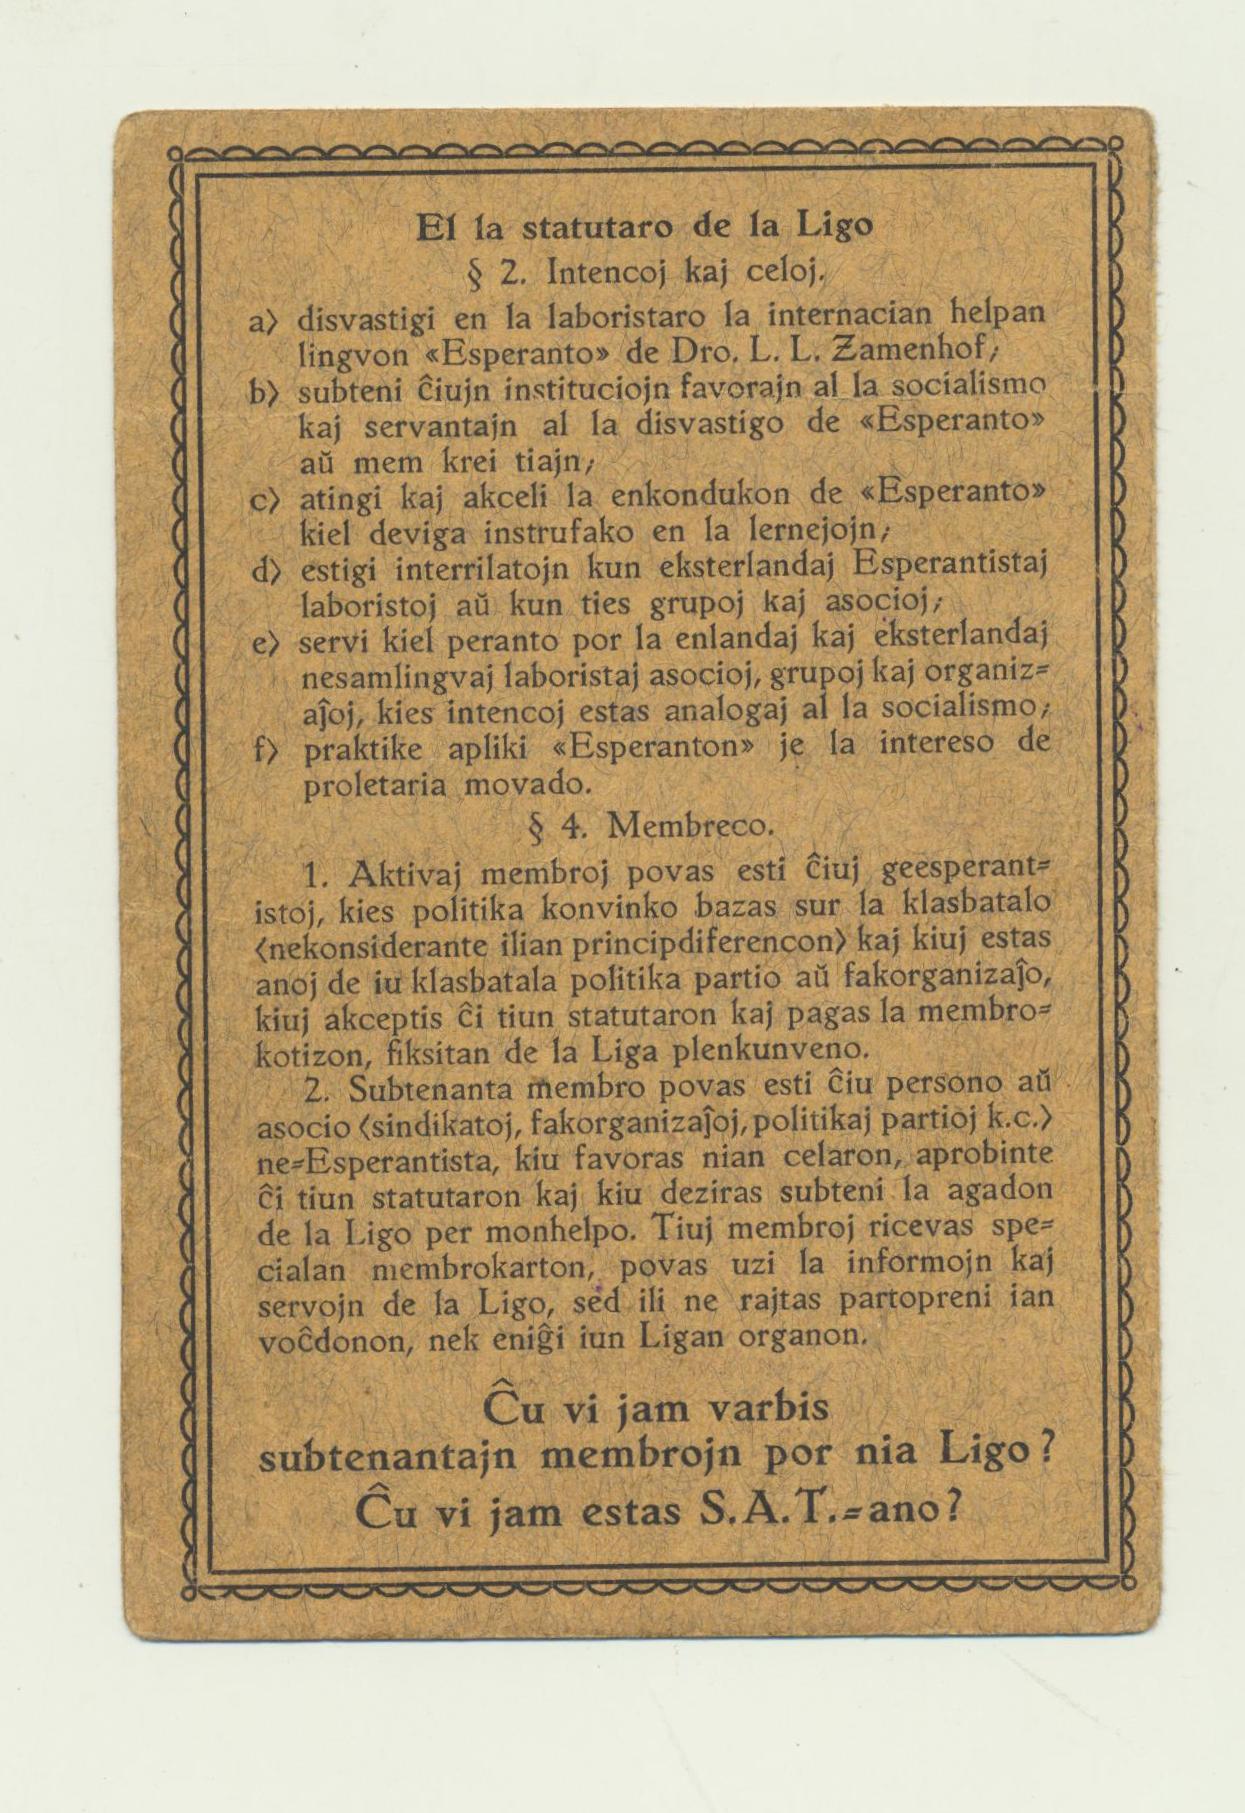 El la statutaro de la Ligo
§ 2. Intencoj kaj celoj.
a) disvastigi en la laboristaro la internacian helpan
lingvon «Esperanto» de Dro. L. L. Zamenhof;
b) subteni ĉiujn instituciojn favorajn al la socialismo
kaj servantajn al la disvastigo de «Esperanto»
aŭ mem krei tiajn;
c) atingi kaj akceli la enkondukon de «Esperanto»
kiel deviga instrufako en la lernejojn;
d) estigi interrilatojn kun eksterlandaj Esperantistaj
laboristoj aŭ kun ties grupoj kaj asocioj;
e) servi kiel peranto por la enlandaj kaj eksterlandaj
nesamlingvaj laboristaj asocioj, grupoj kaj organiz=
aĵoj, kies intencoj estas analogaj al la socialismo;
f) praktike apliki «Esperanton» je la intereso de
proletaria movado.
§ 4. Membreco.
1. Aktivaj membroj povas esti ĉiuj geesperant=
istoj, kies politika konvinko bazas sur la klasbatalo
(nekonsiderante ilian principdiferencon) kaj kiuj estas
anoj de iu klasbatala politika partio aŭ fakorganizaĵo,
kiuj akceptis ĉi tiun statutaron kaj pagas la membro=
kotizon, fiksitan de la Liga plenkunveno.
2. Subtenanta membro povas esti ĉiu persono aŭ
asocio (sindikatoj, fakorganizaĵoj, politikaj partioj k.c.)
ne=Esperantista, kiu favoras nian celaron, aprobinte
ĉi tiun statutaron kaj kiu deziras subteni la agadon
de la Ligo per monhelpo. Tiuj membroj ricevas spe=
cialan membrokarton, povas uzi la informojn kaj
servojn de la Ligo, sed ili ne rajtas partopreni ian
voĉdonon, nek eniĝi iun Ligan organon.
Ĉu vi jam varbis
subtenantajn membrojn por nia Ligo?
Ĉu vi jam estas S.A.T.=ano?